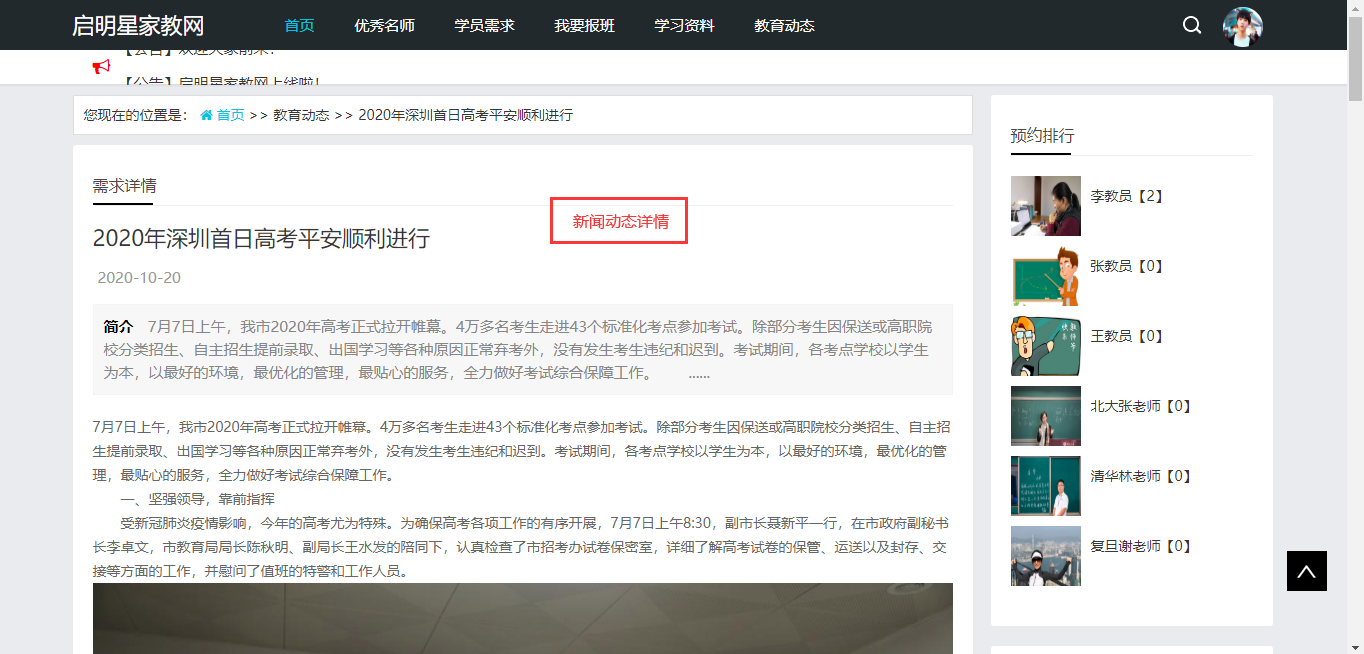 启明星家教网 首页 优秀名师 学员需求 我要报班 学习资料 教育动态
【公告】欢迎大家前来!
【公告】启明星家教网上线啦!
您现在的位置是： 首页 >> 教育动态 >> 2020年深圳首日高考平安顺利进行
需求详情
新闻动态详情
2020年深圳首日高考平安顺利进行
2020-10-20
简介 7月7日上午，我市2020年高考正式拉开帷幕。4万多名考生走进43个标准化考点参加考试。除部分考生因保送或高职院
校分类招生、自主招生提前录取、出国学习等各种原因正常弃考外，没有发生考生违纪和迟到。考试期间，各考点学校以学生
为本，以最好的环境，最优化的管理，最贴心的服务，全力做好考试综合保障工作。 ......
7月7日上午，我市2020年高考正式拉开帷幕。4万多名考生走进43个标准化考点参加考试。除部分考生因保送或高职院校分类招生、自主招
生提前录取、出国学习等各种原因正常弃考外，没有发生考生违纪和迟到。考试期间，各考点学校以学生为本，以最好的环境，最优化的管
理，最贴心的服务，全力做好考试综合保障工作。
一、坚强领导，靠前指挥
受新冠肺炎疫情影响，今年的高考尤为特殊。为确保高考各项工作的有序开展，7月7日上午8:30，副市长聂新平一行，在市政府副秘书
长李卓文，市教育局局长陈秋明、副局长王水发的陪同下，认真检查了市招考办试卷保密室，详细了解高考试卷的保管、运送以及封存、交
接等方面的工作，并慰问了值班的特警和工作人员。
预约排行
李教员【2】
张教员【0】
王教员【0】
北大张老师【0】
清华林老师【0】
复旦谢老师【0】